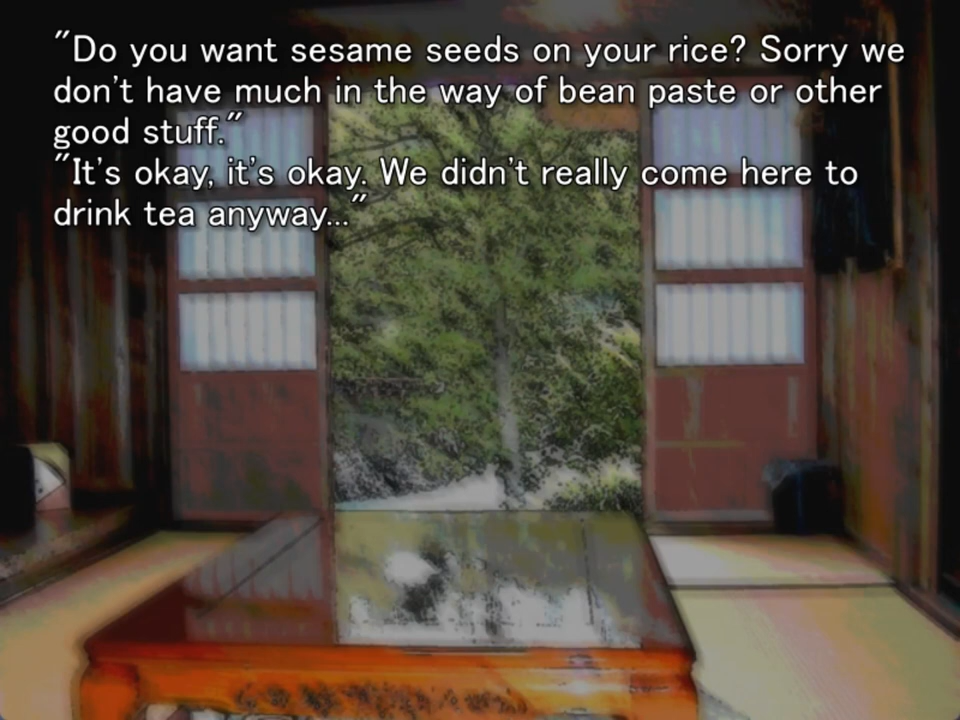 "Do you want sesame seeds on your rice? Sorry we
don't have much in the way of bean paste or other
good stuff."
"It's okay, it's okay. We didn't really come here to
drink tea anyway..."